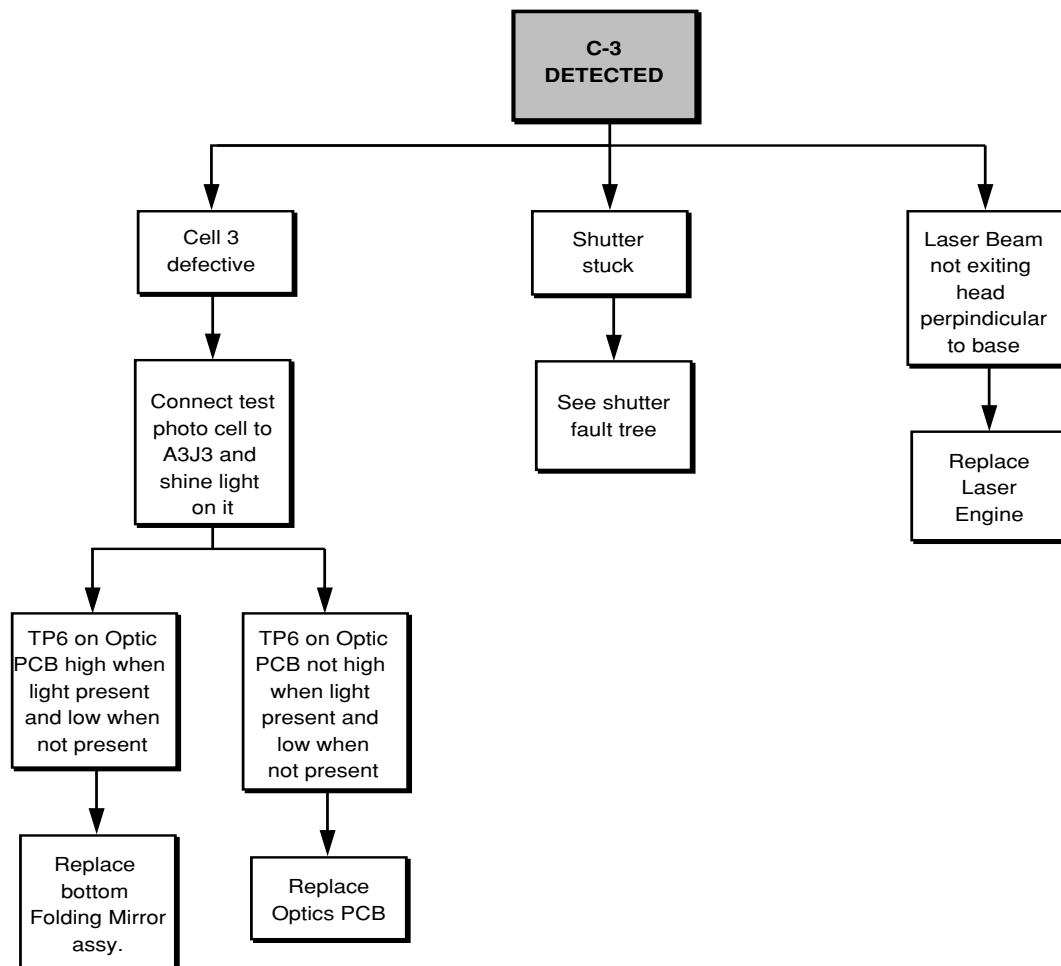 C-3
DETECTED
Cell 3
defective
Shutter
stuck
Laser Beam
not exiting
head
perpindicular
to base
Connect test
photo cell to
A3J3 and
shine light
on it
See shutter
fault tree
Replace
Laser
Engine
TP6 on Optic
PCB high when
light present
and low when
not present
TP6 on Optic
PCB not high
when light
present and
low when
not present
Replace
bottom
Folding Mirror
assy.
Replace
Optics PCB